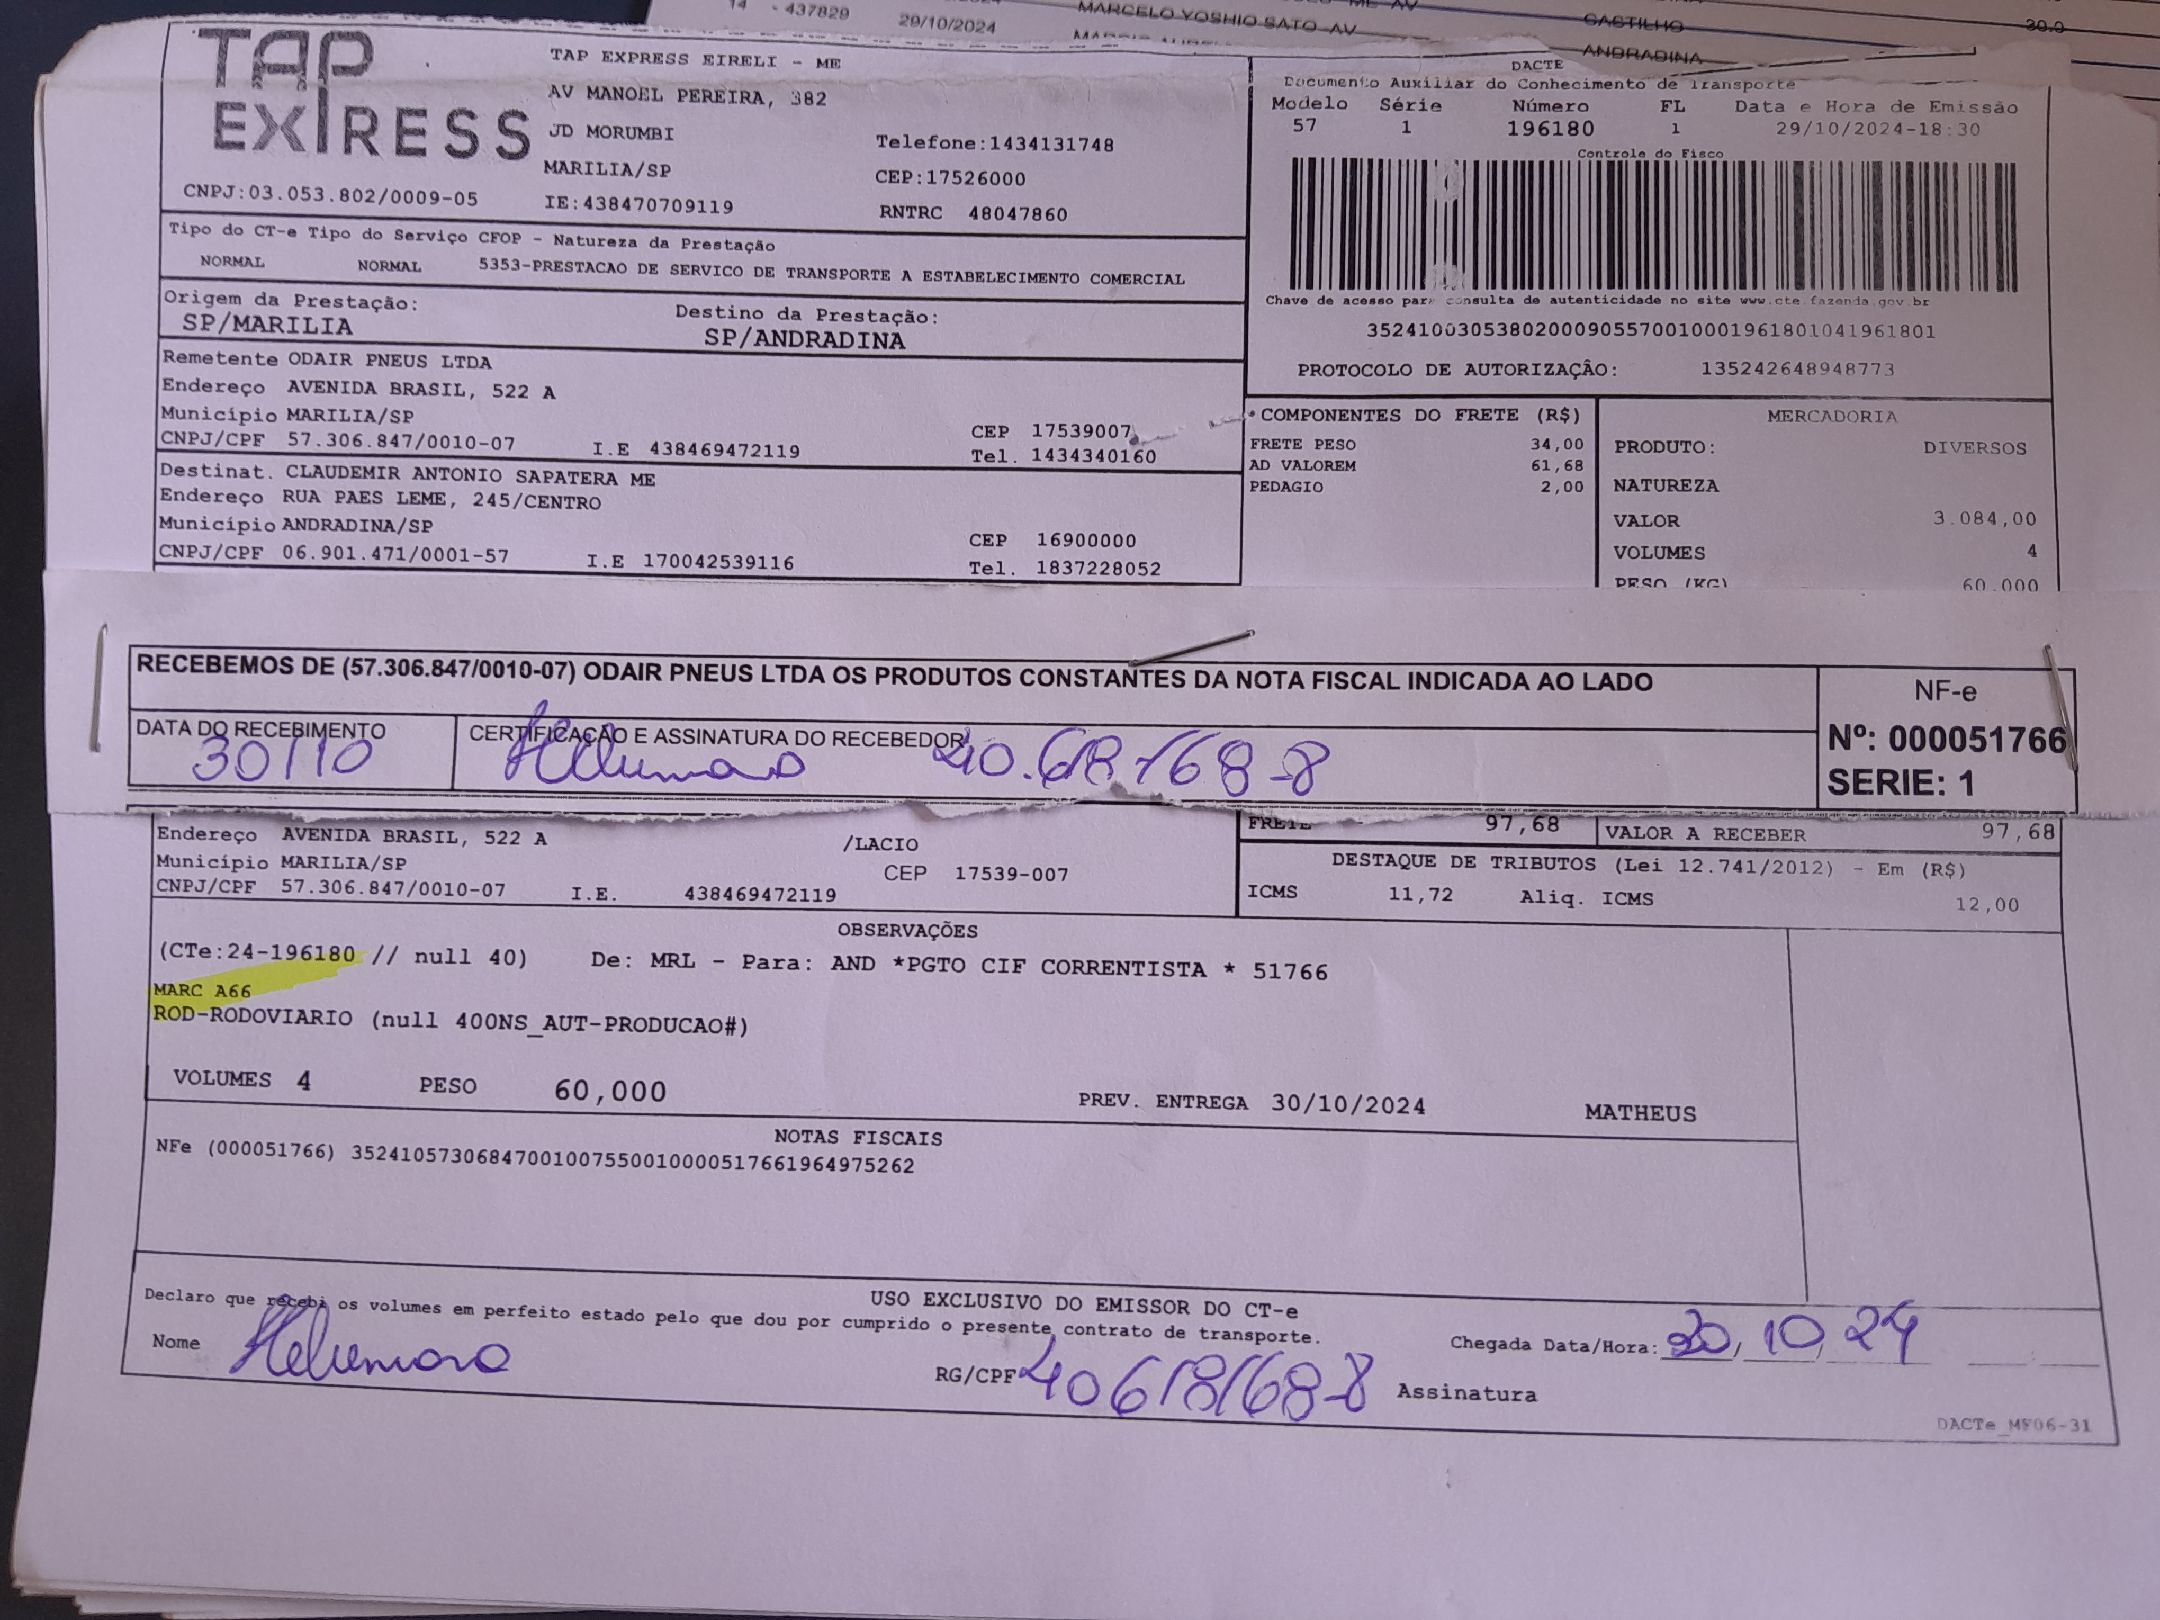 14 - 437829 29/10/2024 MARCELO YOSHIO SATO AV CASTILHO 30.0
ANDRADINA
TAP EXPRESS
TAP EXPRESS EIRELI - ME
AV MANOEL PEREIRA, 382
JD MORUMBI
Telefone:1434131748
MARILIA/SP
CEP:17526000
CNPJ:03.053.802/0009-05
IE:438470709119
RNTRC 48047860
DACTE
Documento Auxiliar do Conhecimento de Transporte
Modelo Série Número FL Data e Hora de Emissão
57 1 196180 1 29/10/2024-18:30
Controle do Fisco
Chave de acesso para consulta de autenticidade no site www.cte.fazenda.gov.br
35241003053802000905570010001961801041961801
PROTOCOLO DE AUTORIZAÇÂO: 135242648948773
Tipo do CT-e Tipo do Serviço CFOP - Natureza da Prestação
NORMAL NORMAL 5353-PRESTACAO DE SERVICO DE TRANSPORTE A ESTABELECIMENTO COMERCIAL
Origem da Prestação: Destino da Prestação:
SP/MARILIA SP/ANDRADINA
Remetente ODAIR PNEUS LTDA
Endereço AVENIDA BRASIL, 522 A
Município MARILIA/SP CEP 17539007
CNPJ/CPF 57.306.847/0010-07 I.E 438469472119 Tel. 1434340160
Destinat. CLAUDEMIR ANTONIO SAPATERA ME
Endereço RUA PAES LEME, 245/CENTRO
Município ANDRADINA/SP CEP 16900000
CNPJ/CPF 06.901.471/0001-57 I.E 170042539116 Tel. 1837228052
COMPONENTES DO FRETE (R$)
FRETE PESO 34,00
AD VALOREM 61,68
PEDAGIO 2,00
MERCADORIA
PRODUTO: DIVERSOS
NATUREZA
VALOR 3.084,00
VOLUMES 4
PESO (KG) 60,000
RECEBEMOS DE (57.306.847/0010-07) ODAIR PNEUS LTDA OS PRODUTOS CONSTANTES DA NOTA FISCAL INDICADA AO LADO
NF-e
Nº: 000051766
SERIE: 1
DATA DO RECEBIMENTO
30/10
CERTIFICAÇÃO E ASSINATURA DO RECEBEDOR
40.618.168-8
Endereço AVENIDA BRASIL, 522 A /LACIO
Município MARILIA/SP CEP 17539-007
CNPJ/CPF 57.306.847/0010-07 I.E. 438469472119
FRETE 97,68 VALOR A RECEBER 97,68
DESTAQUE DE TRIBUTOS (Lei 12.741/2012) - Em (R$)
ICMS 11,72 Aliq. ICMS 12,00
OBSERVAÇÕES
(CTe:24-196180 // null 40) De: MRL - Para: AND *PGTO CIF CORRENTISTA * 51766
MARC A66
ROD-RODOVIARIO (null 400NS_AUT-PRODUCAO#)
VOLUMES 4 PESO 60,000 PREV. ENTREGA 30/10/2024 MATHEUS
NOTAS FISCAIS
NFe (000051766) 35241057306847001007550010000517661964975262
USO EXCLUSIVO DO EMISSOR DO CT-e
Declaro que recebi os volumes em perfeito estado pelo que dou por cumprido o presente contrato de transporte.
Nome
RG/CPF 40618168-8
Chegada Data/Hora: 30/10/24
Assinatura
DACTe_MF06-31